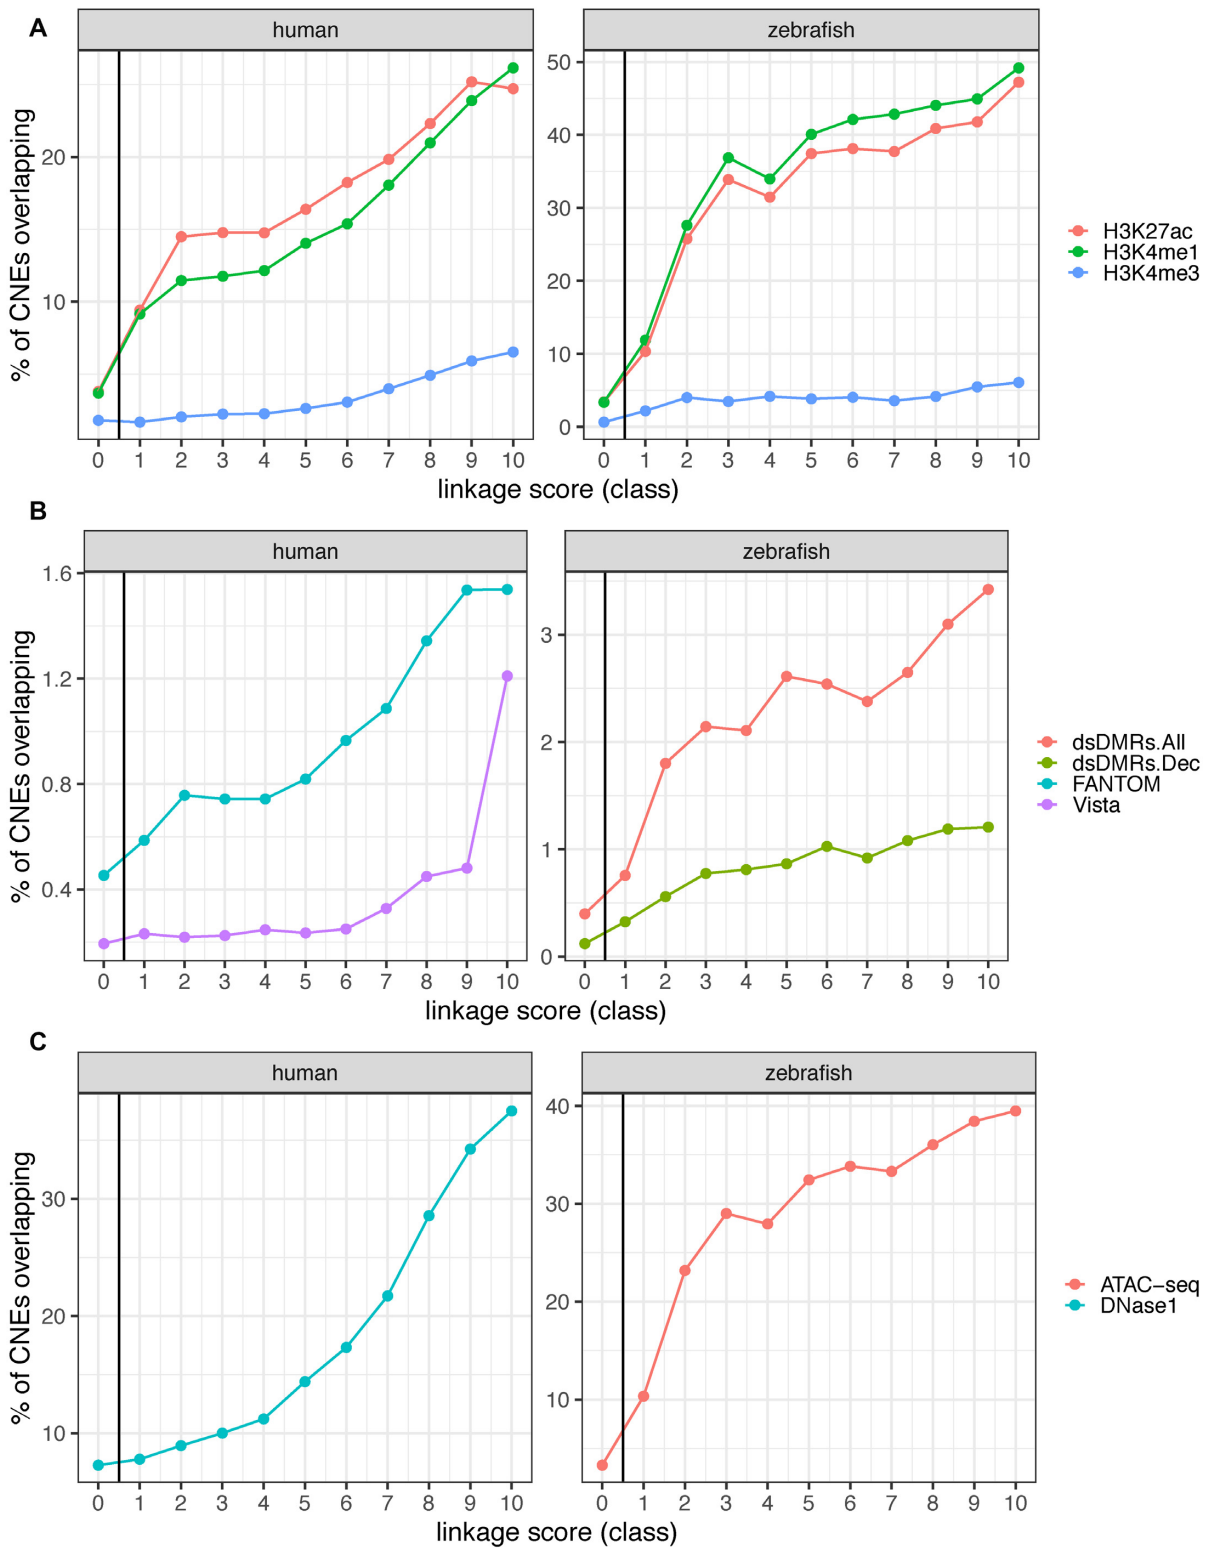 A
human
zebrafish
% of CNEs overlapping
20
10
50
40
30
20
10
0
0 1 2 3 4 5 6 7 8 9 10
0 1 2 3 4 5 6 7 8 9 10
linkage score (class)
H3K27ac
H3K4me1
H3K4me3
B
human
zebrafish
% of CNEs overlapping
1.6
1.2
0.8
0.4
3
2
1
0
0 1 2 3 4 5 6 7 8 9 10
0 1 2 3 4 5 6 7 8 9 10
linkage score (class)
dsDMRs.All
dsDMRs.Dec
FANTOM
Vista
C
human
zebrafish
% of CNEs overlapping
30
20
10
40
30
20
10
0 1 2 3 4 5 6 7 8 9 10
0 1 2 3 4 5 6 7 8 9 10
linkage score (class)
ATAC−seq
DNase1